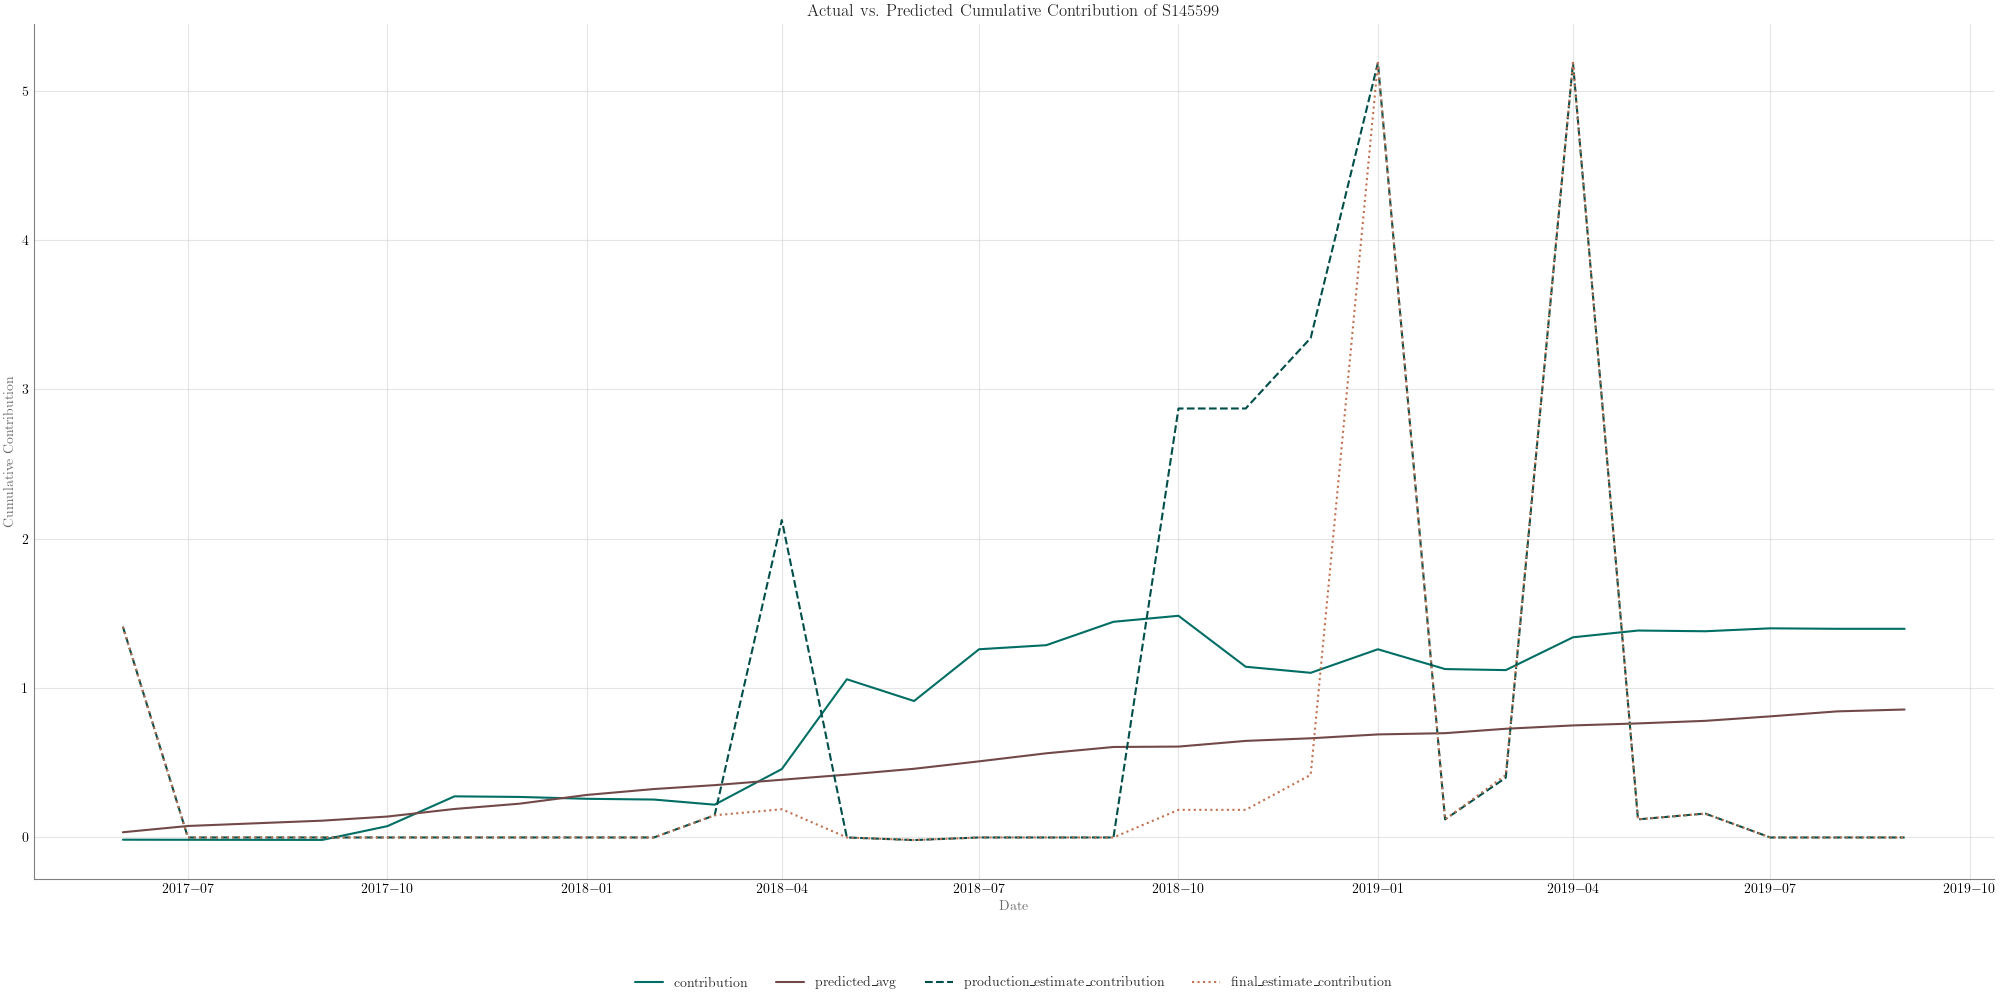 Actual vs. Predicted Cumulative Contribution of S145599
Cumulative Contribution
5
4
3
2
1
0
2017−07 2017−10 2018−01 2018−04 2018−07 2018−10 2019−01 2019−04 2019−07 2019−10
Date
contribution predicted_avg production_estimate_contribution final_estimate_contribution